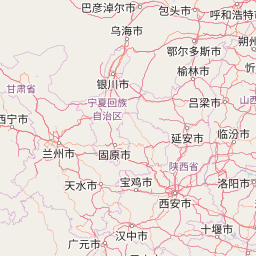 巴彦淖尔市
包头市
呼和浩特
乌海市
鄂尔多斯市
朔州
榆林市
忻
银川市
甘肃省
宁夏回族
自治区
吕梁市
山西
西宁市
延安市
临汾市
兰州市
固原市
陕西省
天水市
宝鸡市
洛阳市
西安市
汉中市
十堰市
广元市